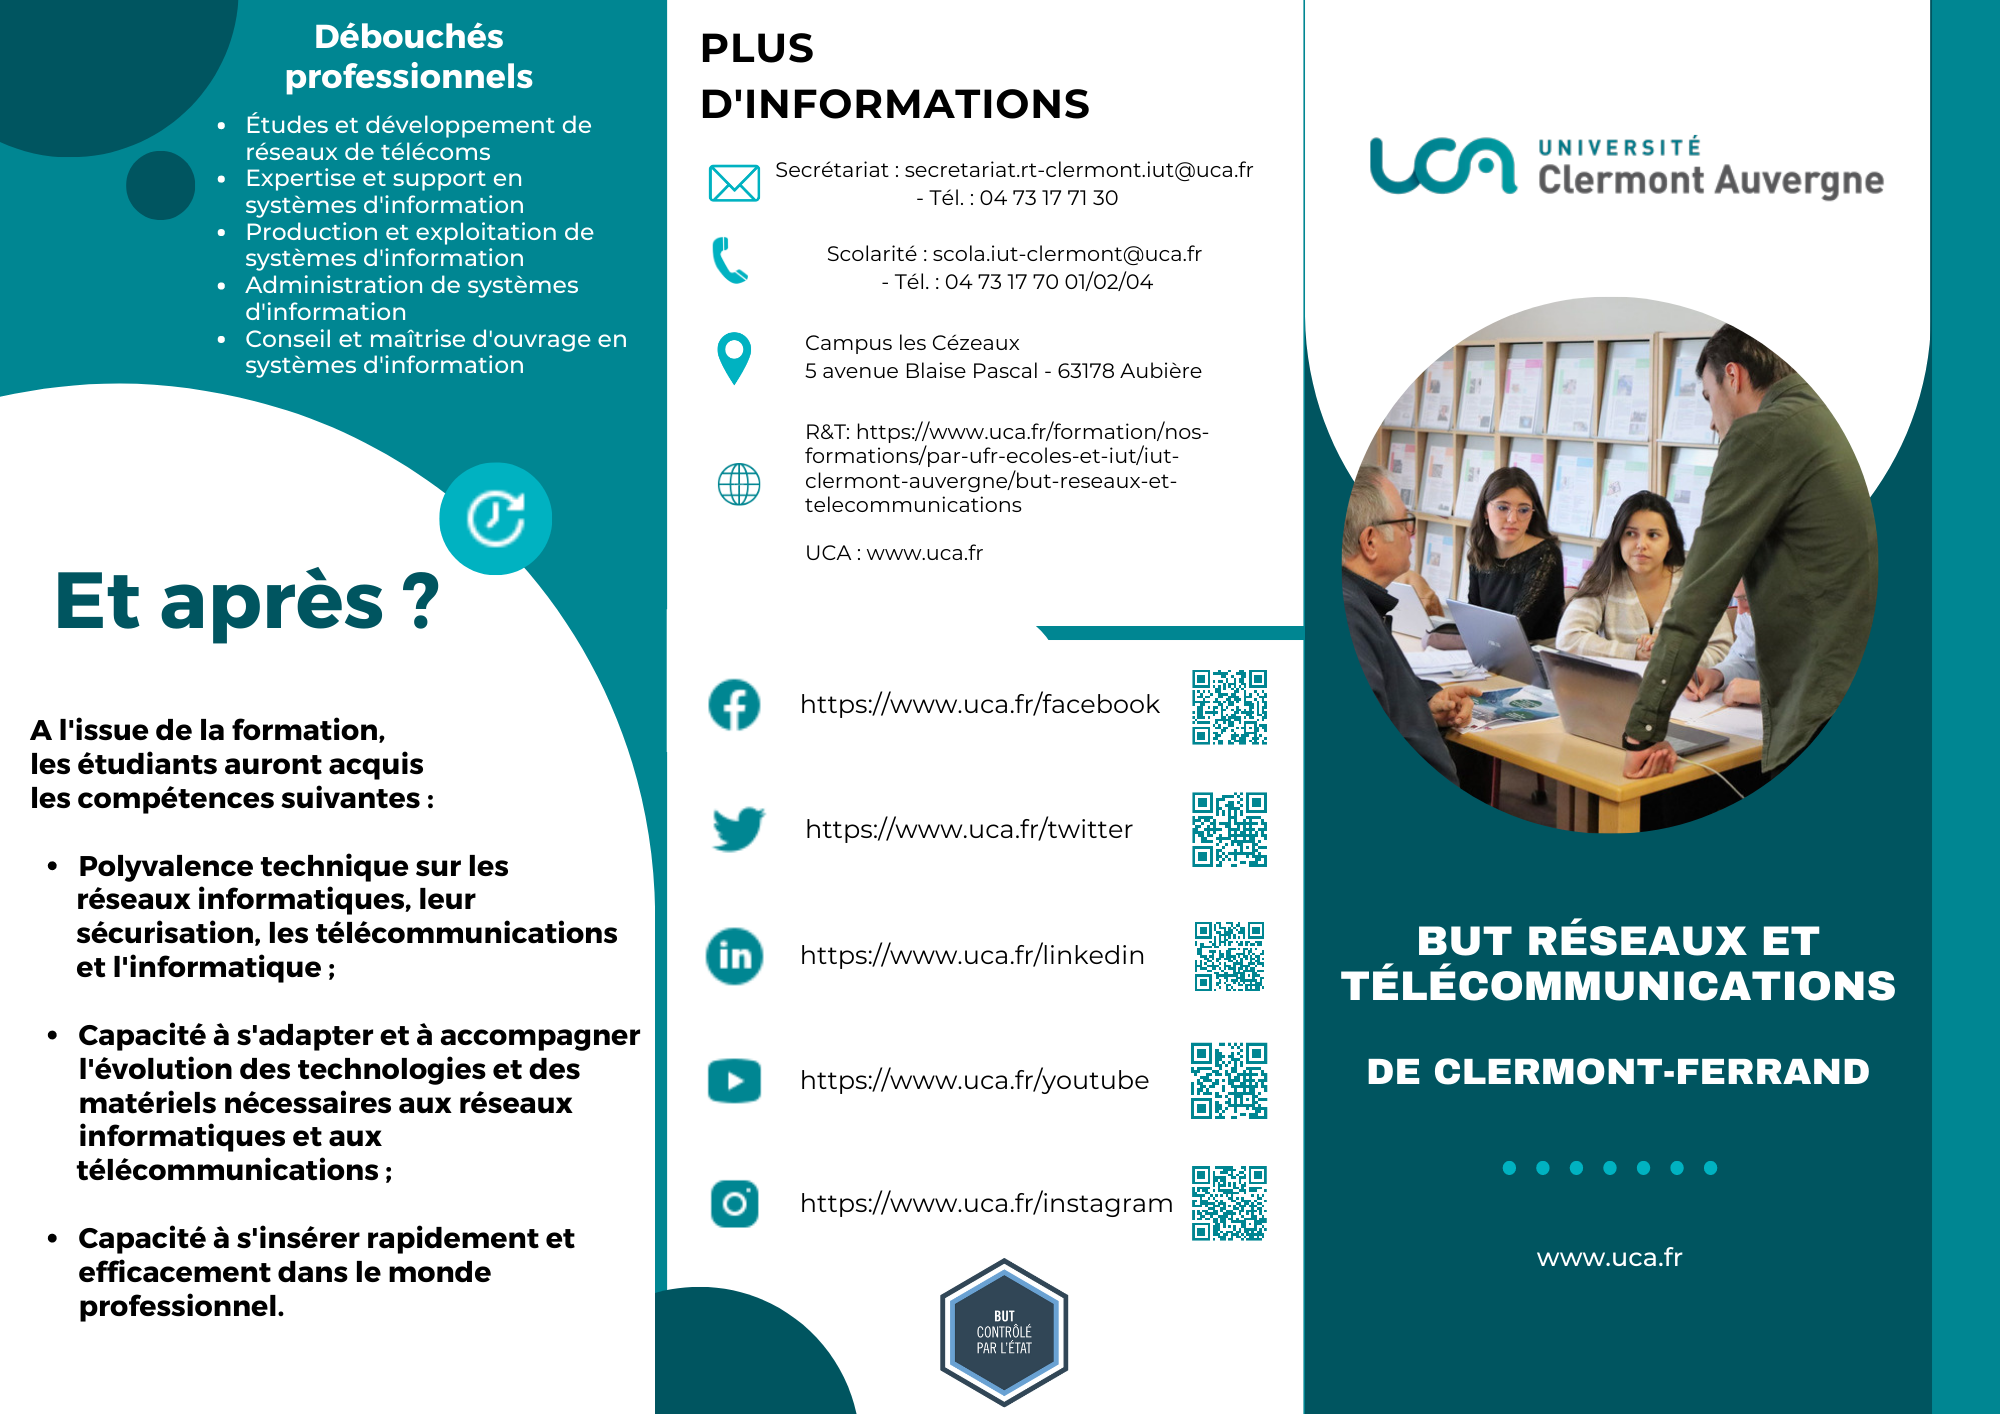 Débouchés
professionnels
• Études et développement de
réseaux de télécoms
• Expertise et support en
systèmes d'information
• Production et exploitation de
systèmes d'information
• Administration de systèmes
d'information
• Conseil et maîtrise d'ouvrage en
systèmes d'information
Et après ?
A l'issue de la formation,
les étudiants auront acquis
les compétences suivantes :
• Polyvalence technique sur les
réseaux informatiques, leur
sécurisation, les télécommunications
et l'informatique ;
• Capacité à s'adapter et à accompagner
l'évolution des technologies et des
matériels nécessaires aux réseaux
informatiques et aux
télécommunications ;
• Capacité à s'insérer rapidement et
efficacement dans le monde
professionnel.
PLUS
D'INFORMATIONS
Secrétariat : secretariat.rt-clermont.iut@uca.fr
- Tél. : 04 73 17 71 30
Scolarité : scola.iut-clermont@uca.fr
- Tél. : 04 73 17 70 01/02/04
Campus les Cézeaux
5 avenue Blaise Pascal - 63178 Aubière
R&T: https://www.uca.fr/formation/nos-
formations/par-ufr-ecoles-et-iut/iut-
clermont-auvergne/but-reseaux-et-
telecommunications
UCA : www.uca.fr
https://www.uca.fr/facebook
https://www.uca.fr/twitter
in
https://www.uca.fr/linkedin
https://www.uca.fr/youtube
https://www.uca.fr/instagram
BUT
CONTRÔLÉ
PAR L'ÉTAT
uca
UNIVERSITÉ
Clermont Auvergne
BUT RÉSEAUX ET
TÉLÉCOMMUNICATIONS
DE CLERMONT-FERRAND
www.uca.fr